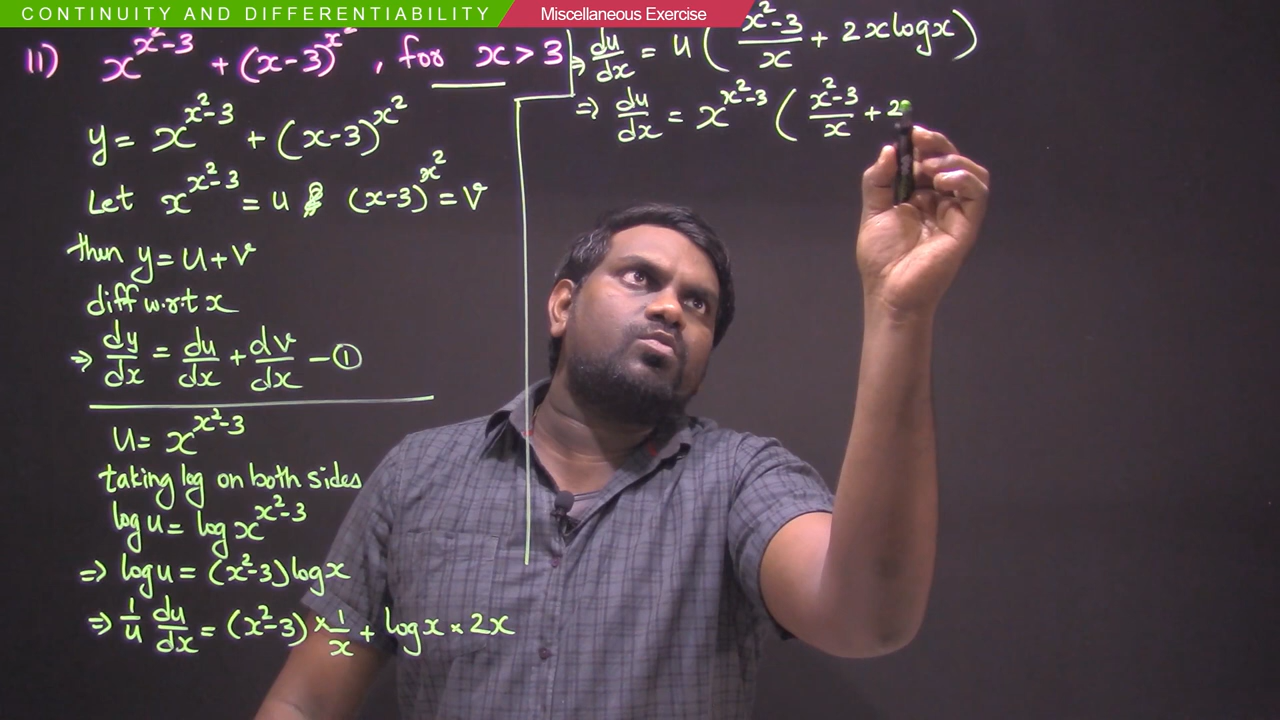 CONTINUITY AND DIFFERENTIABILITY
Miscellaneous Exercise
11) x^{x²-3} + (x-3)^{x²}, for x > 3
y = x^{x²-3} + (x-3)^{x²}
Let x^{x²-3} = u & (x-3)^{x²} = v
then y = u + v
diff w.r.t x
⇒ dy/dx = du/dx + dv/dx - ①
u = x^{x²-3}
taking log on both sides
log u = log x^{x²-3}
⇒ log u = (x²-3) log x
⇒ 1/u du/dx = (x²-3) × 1/x + log x × 2x
⇒ du/dx = u ( x²-3/x + 2x log x )
⇒ du/dx = x^{x²-3} ( x²-3/x + 2